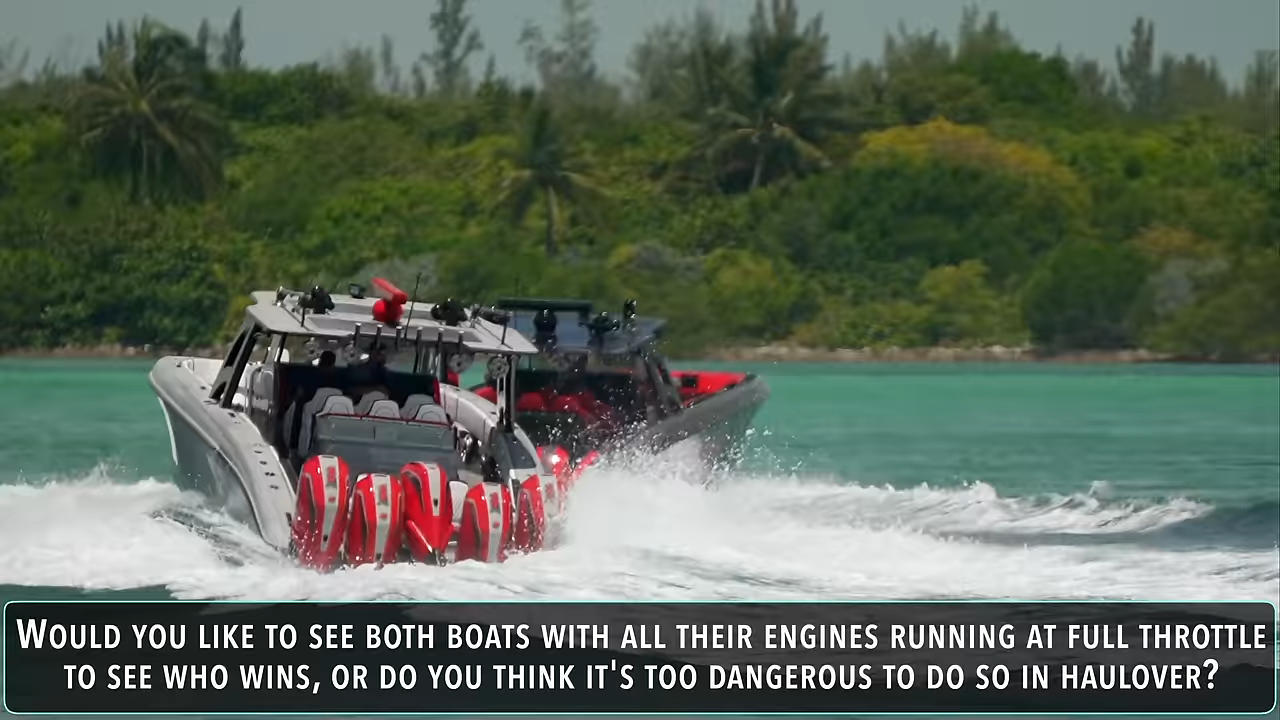 WOULD YOU LIKE TO SEE BOTH BOATS WITH ALL THEIR ENGINES RUNNING AT FULL THROTTLE
TO SEE WHO WINS, OR DO YOU THINK IT'S TOO DANGEROUS TO DO SO IN HAULOVER?